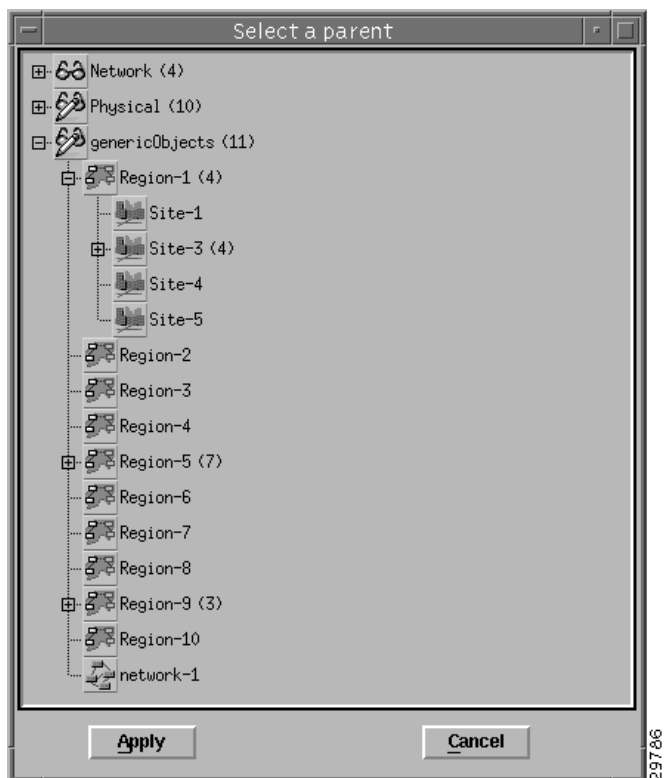 Select a parent
Network (4)
Physical (10)
genericObjects (11)
Region-1 (4)
Site-1
Site-3 (4)
Site-4
Site-5
Region-2
Region-3
Region-4
Region-5 (7)
Region-6
Region-7
Region-8
Region-9 (3)
Region-10
network-1
Apply
Cancel
29786